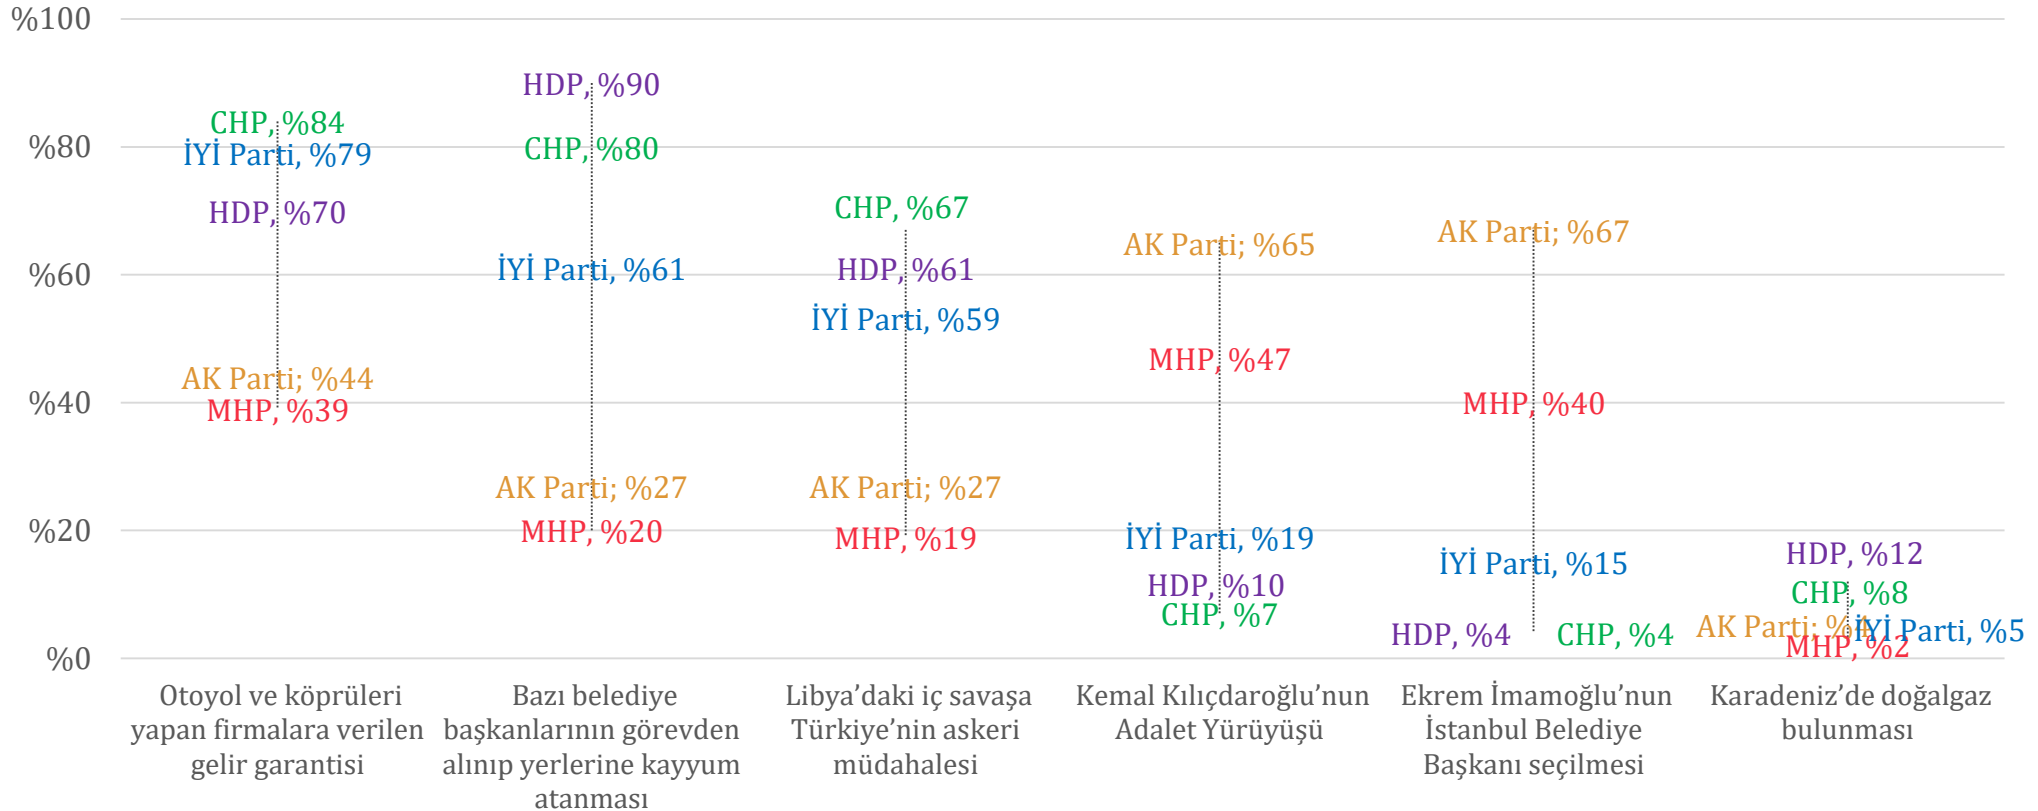 %100
%80
%60
%40
%20
%0
CHP, %84
İYİ Parti, %79
HDP, %70
AK Parti; %44
MHP, %39
HDP, %90
CHP, %80
İYİ Parti, %61
AK Parti; %27
MHP, %20
CHP, %67
HDP, %61
İYİ Parti, %59
AK Parti; %27
MHP, %19
AK Parti; %65
MHP, %47
İYİ Parti, %19
HDP, %10
CHP, %7
AK Parti; %67
MHP, %40
İYİ Parti, %15
HDP, %4
CHP, %4
HDP, %12
CHP, %8
AK Parti; %4
İYİ Parti, %5
MHP, %2
Otoyol ve köprüleri
yapan firmalara verilen
gelir garantisi
Bazı belediye
başkanlarının görevden
alınıp yerlerine kayyum
atanması
Libya’daki iç savaşa
Türkiye’nin askeri
müdahalesi
Kemal Kılıçdaroğlu’nun
Adalet Yürüyüşü
Ekrem İmamoğlu’nun
İstanbul Belediye
Başkanı seçilmesi
Karadeniz’de doğalgaz
bulunması